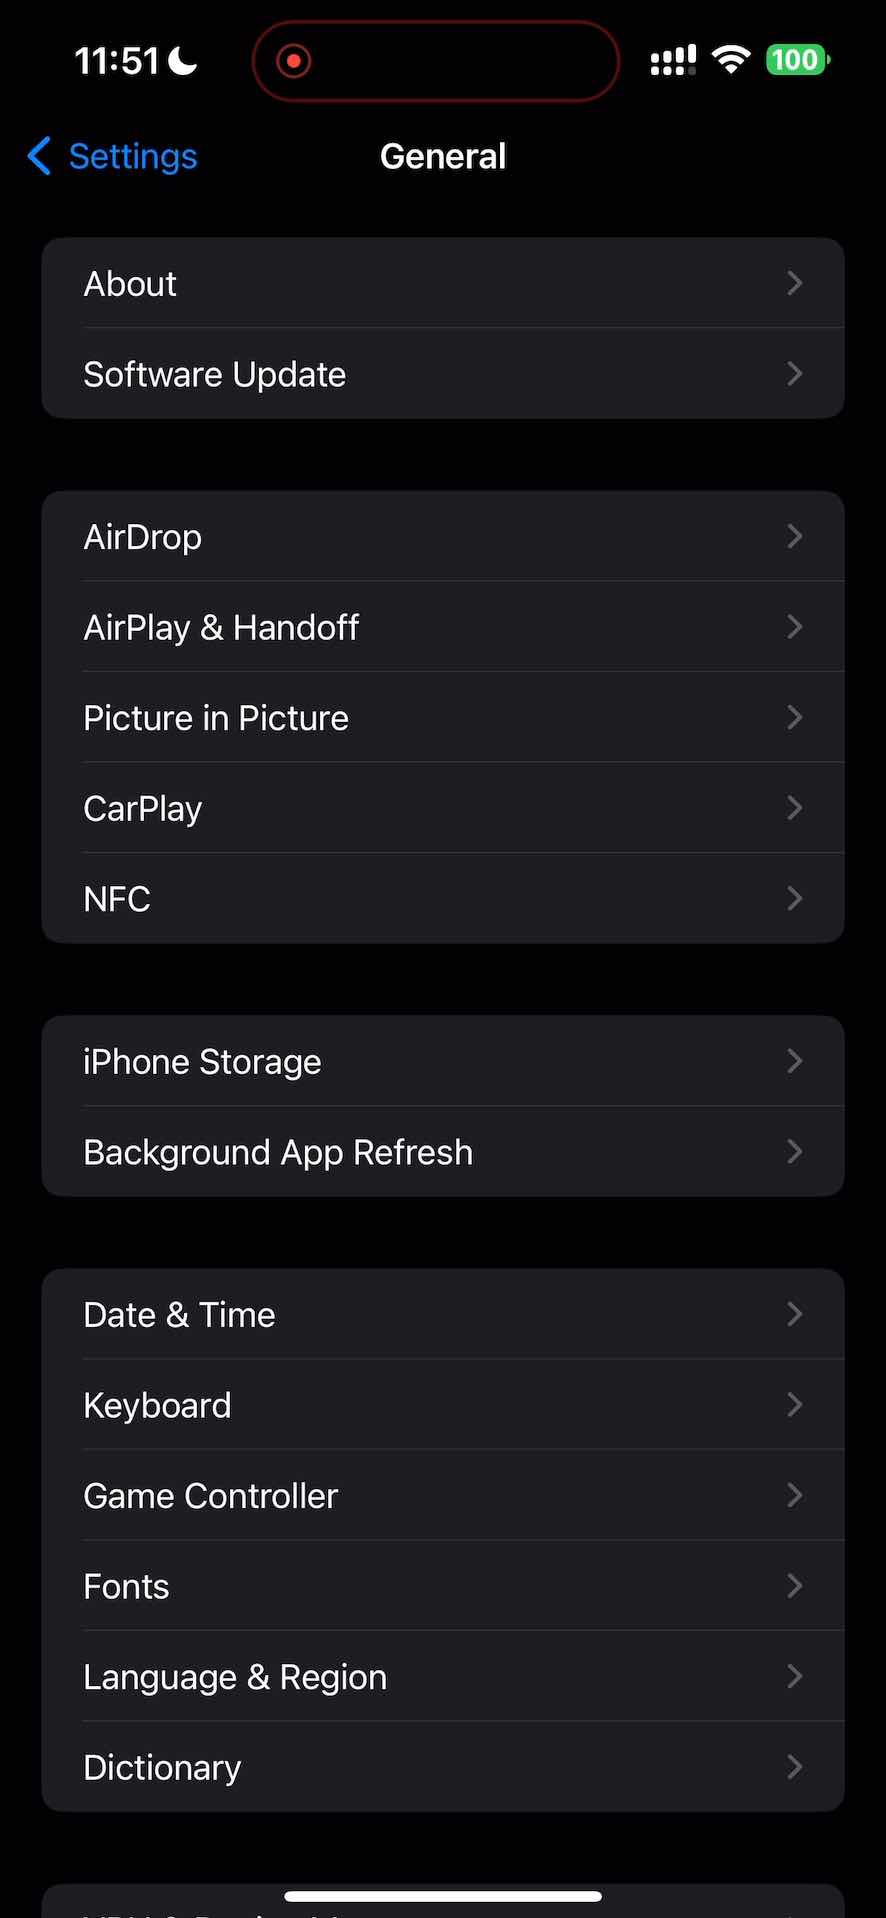 11:51
100
Settings
General
About
Software Update
AirDrop
AirPlay & Handoff
Picture in Picture
CarPlay
NFC
iPhone Storage
Background App Refresh
Date & Time
Keyboard
Game Controller
Fonts
Language & Region
Dictionary